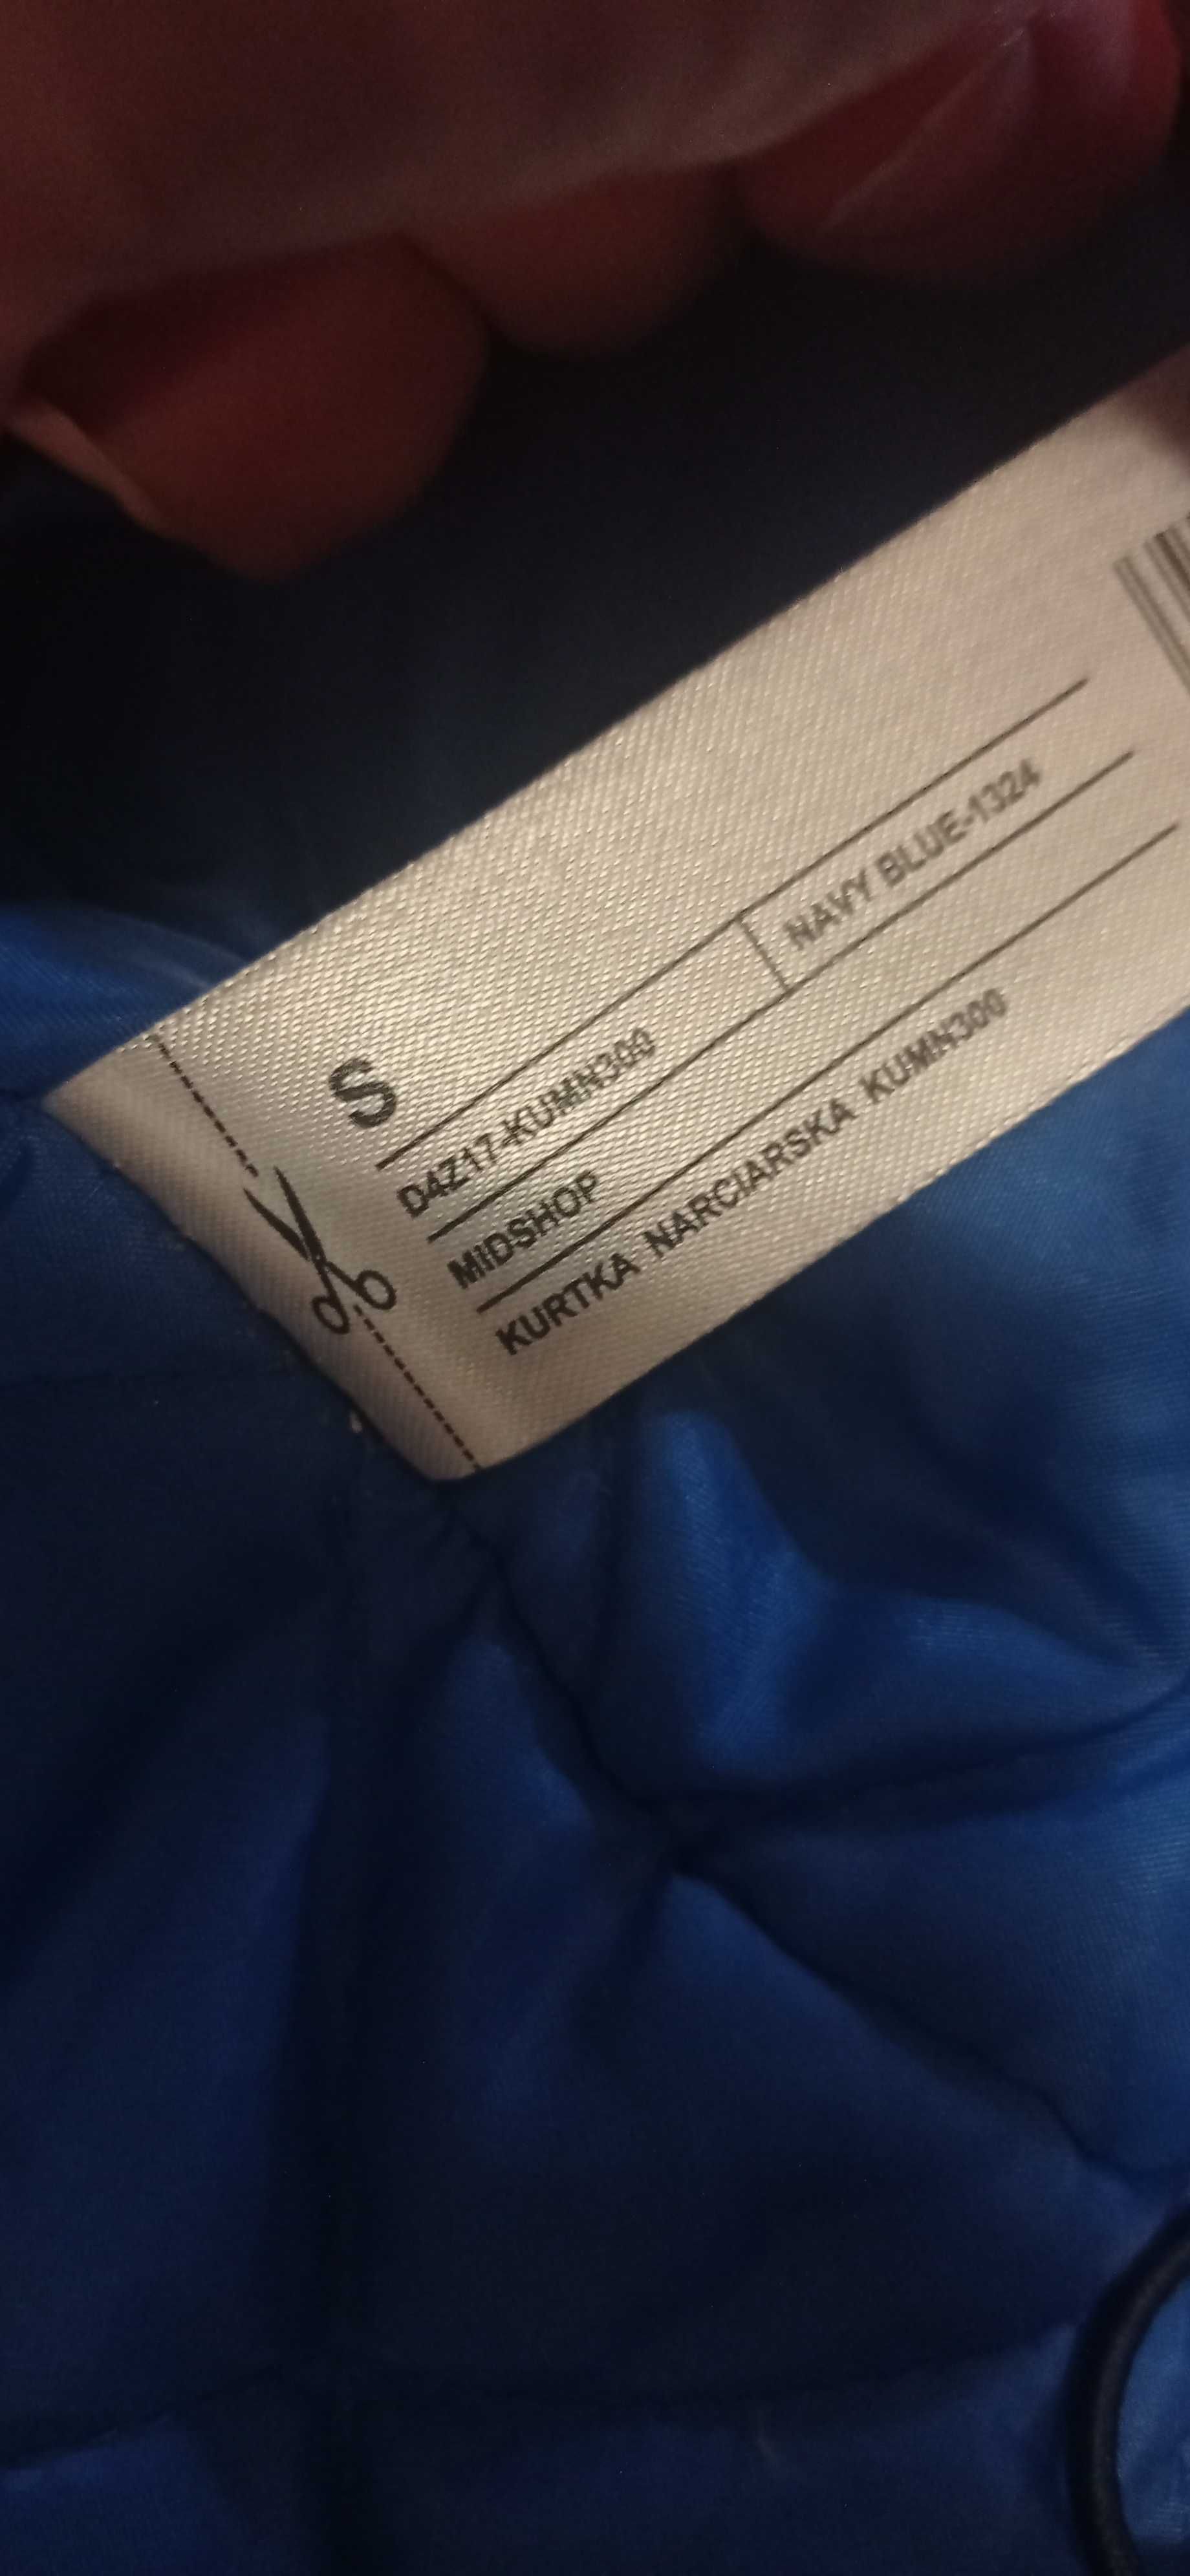 S
D4Z17-KUMN300 NAVY BLUE-1324
MIDSHOP
KURTKA NARCIARSKA KUMN300